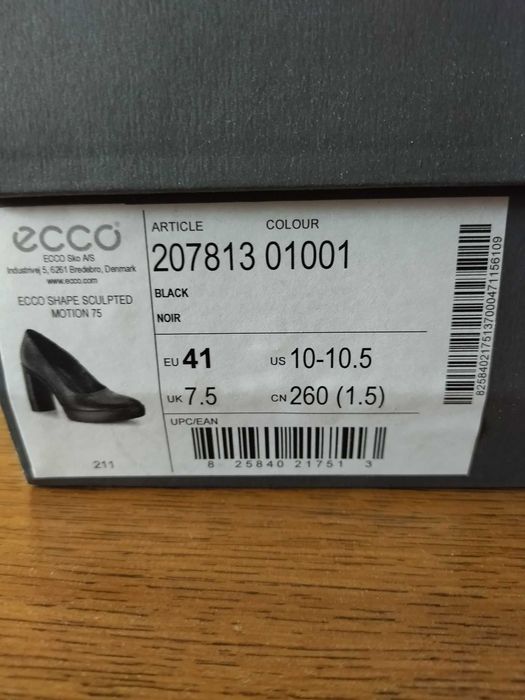 ecco
ECCO Sko A/S
Industrivej 5, 6261 Bredebro, Denmark
www.ecco.com
ECCO SHAPE SCULPTED
MOTION 75
211
ARTICLE COLOUR
207813 01001
BLACK
NOIR
EU 41 US 10-10.5
UK 7.5 CN 260 (1.5)
UPC/EAN
8 25840 21751 3
8258402175137000471156109